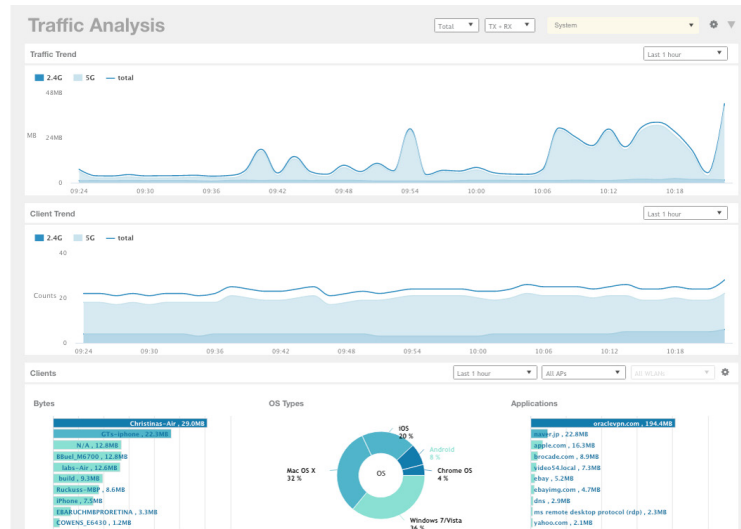 Traffic Analysis
Total
TX + RX
System
Traffic Trend
Last 1 hour
2.4G 5G total
48MB
MB 24MB
0
09:24 09:30 09:36 09:42 09:48 09:54 10:00 10:06 10:12 10:18
Client Trend
Last 1 hour
2.4G 5G total
40
Counts 20
0
09:24 09:30 09:36 09:42 09:48 09:54 10:00 10:06 10:12 10:18
Clients
Last 1 hour
All APs
All WLANs
Bytes
Christinas-Air , 29.0MB
GTs-iphone , 22.3MB
N/A , 12.8MB
BBuel_M6700 , 12.8MB
labs-Air , 12.6MB
build , 9.3MB
Ruckuss-MBP , 8.6MB
iPhone , 7.5MB
EBARUCHMBPRORETINA , 3.3MB
COWENS_E6430 , 1.2MB
OS Types
IOS
20 %
Android
8 %
Chrome OS
4 %
Mac OS X
32 %
OS
Windows 7/Vista
36 %
Applications
oraclevpn.com , 194.4MB
naver.jp , 22.8MB
apple.com , 16.3MB
brocade.com , 8.9MB
video54.local , 7.3MB
ebay , 5.2MB
ebayimg.com , 4.7MB
dns , 2.9MB
ms remote desktop protocol (rdp) , 2.3MB
yahoo.com , 2.1MB